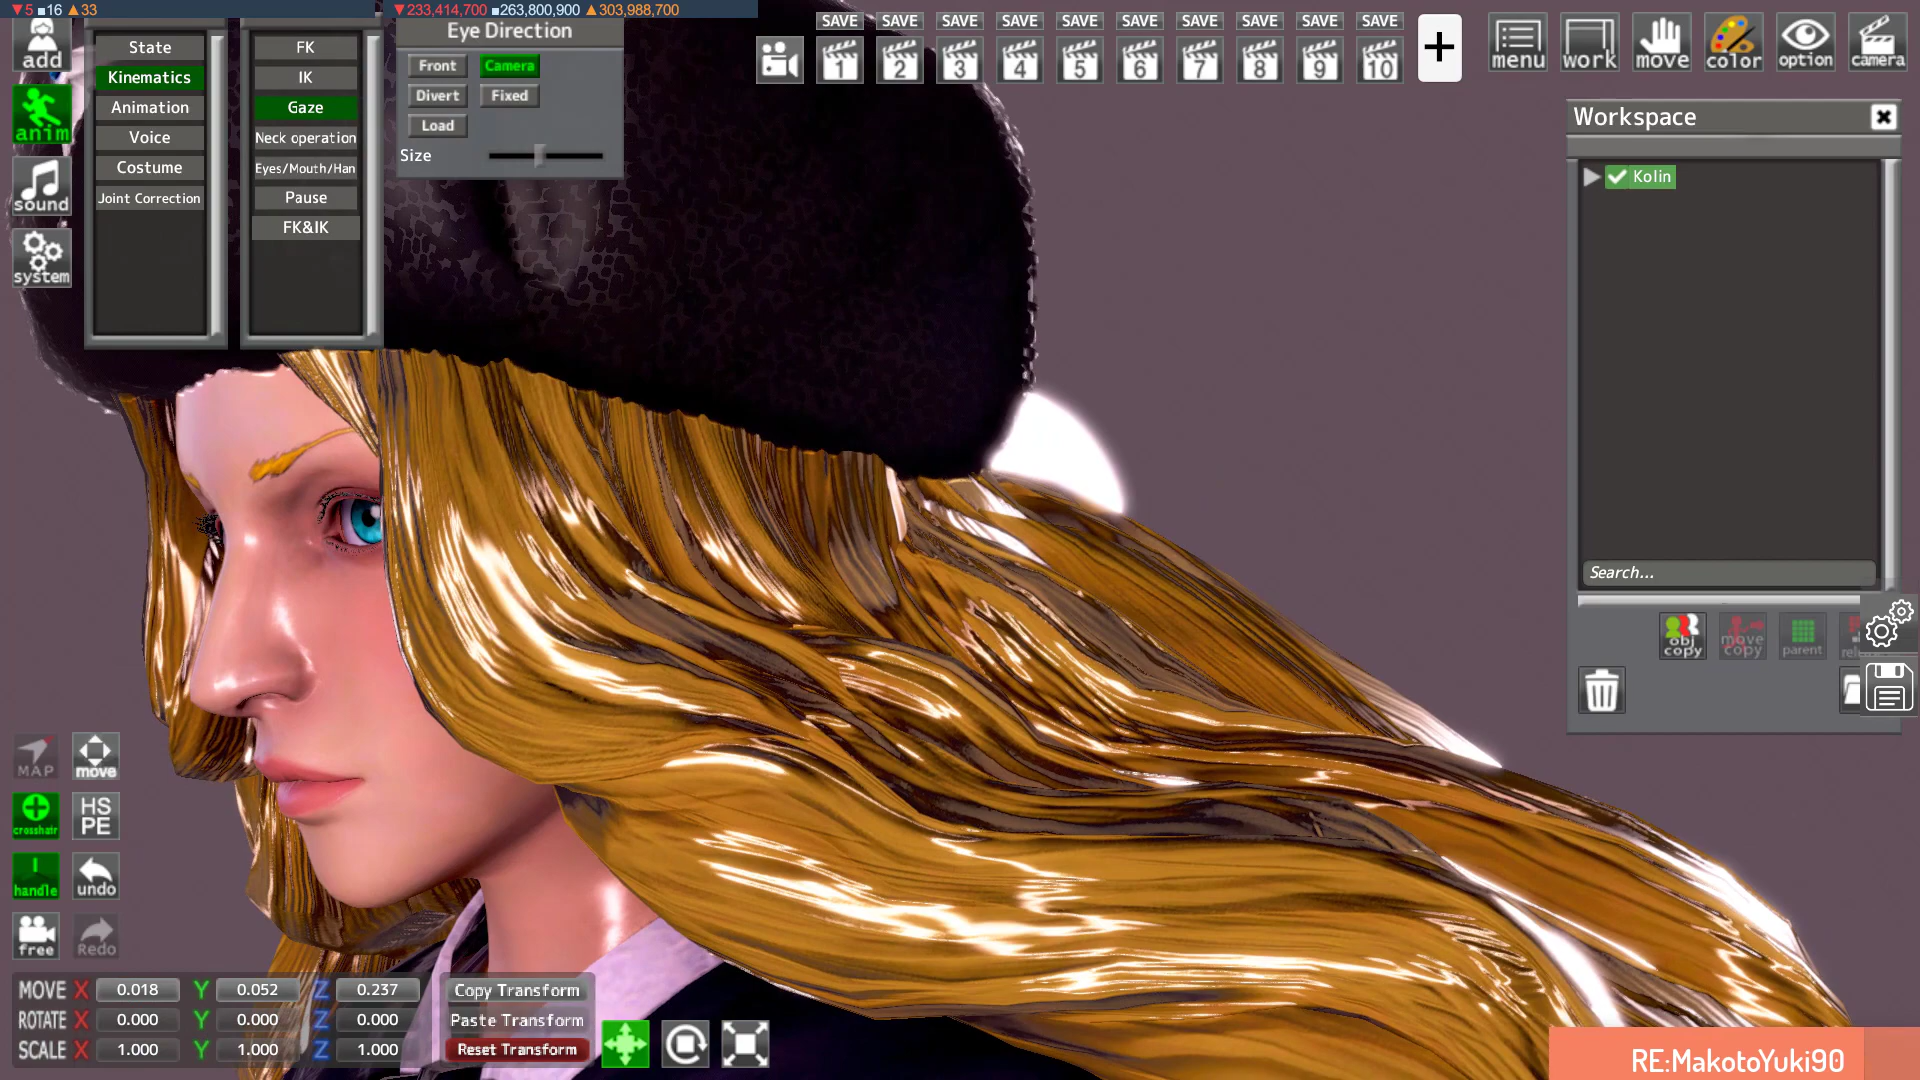 ▼5 ■16 ▲33
▼233,414,700 ■263,800,900 ▲303,988,700
add
anim
sound
system
State
Kinematics
Animation
Voice
Costume
Joint Correction
FK
IK
Gaze
Neck operation
Eyes/Mouth/Han
Pause
FK&IK
Eye Direction
Front Camera
Divert Fixed
Load
Size
SAVE SAVE SAVE SAVE SAVE SAVE SAVE SAVE SAVE SAVE
1 2 3 4 5 6 7 8 9 10
+
menu work move color option camera
Workspace
Kolin
Search...
obj copy
move copy
parent
MAP move
crosshair HS PE
handle undo
free Redo
MOVE X 0.018 Y 0.052 Z 0.237
ROTATE X 0.000 Y 0.000 Z 0.000
SCALE X 1.000 Y 1.000 Z 1.000
Copy Transform
Paste Transform
Reset Transform
RE:MakotoYuki90